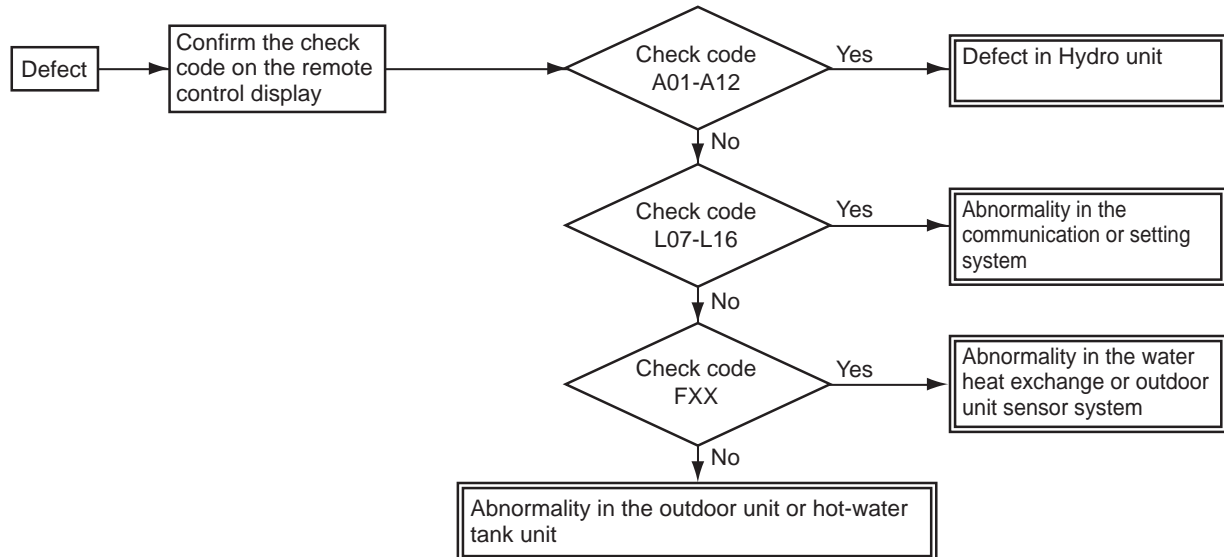 Defect
Confirm the check
code on the remote
control display
Check code
A01-A12
Yes
Defect in Hydro unit
No
Check code
L07-L16
Yes
Abnormality in the
communication or setting
system
No
Check code
FXX
Yes
Abnormality in the water
heat exchange or outdoor
unit sensor system
No
Abnormality in the outdoor unit or hot-water
tank unit